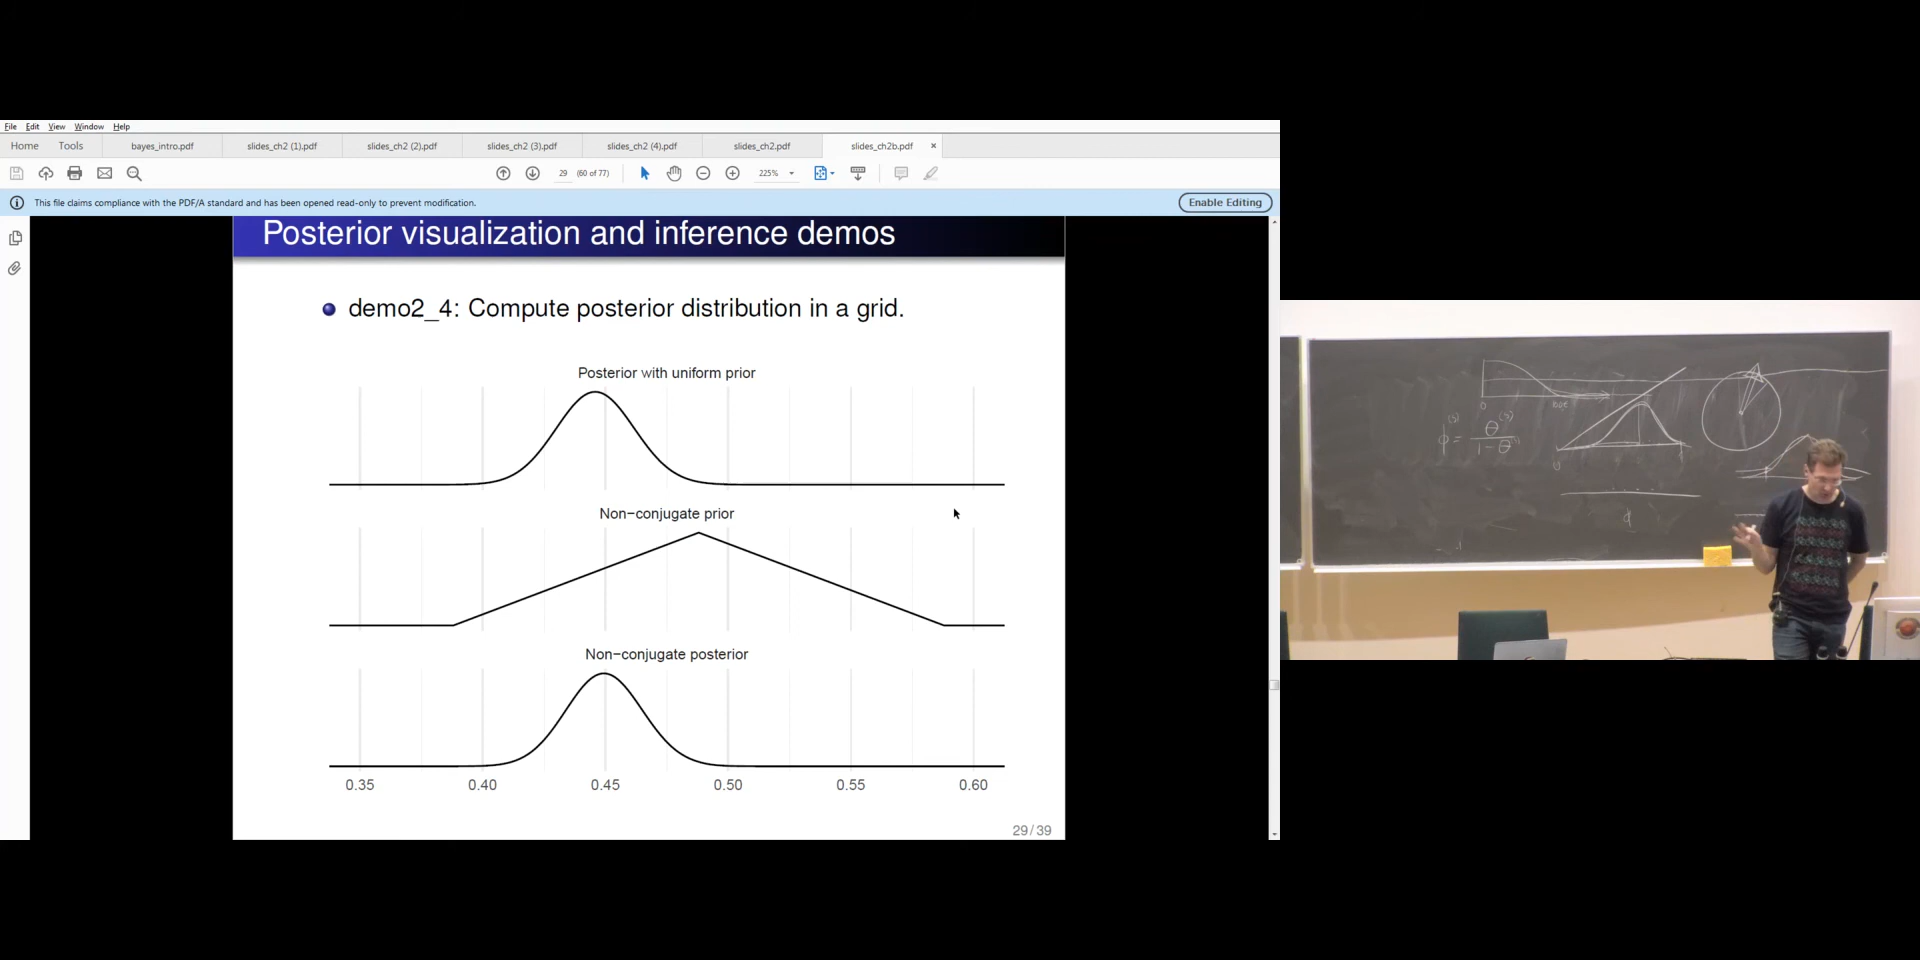 File Edit View Window Help
Home Tools bayes_intro.pdf slides_ch2 (1).pdf slides_ch2 (2).pdf slides_ch2 (3).pdf slides_ch2 (4).pdf slides_ch2.pdf slides_ch2b.pdf ×
29 (60 of 77) 225%
This file claims compliance with the PDF/A standard and has been opened read-only to prevent modification. Enable Editing
Posterior visualization and inference demos
demo2_4: Compute posterior distribution in a grid.
Posterior with uniform prior
Non−conjugate prior
Non−conjugate posterior
0.35 0.40 0.45 0.50 0.55 0.60
29/39
0
ϕ(s) = θ(s)
1-θ(s)